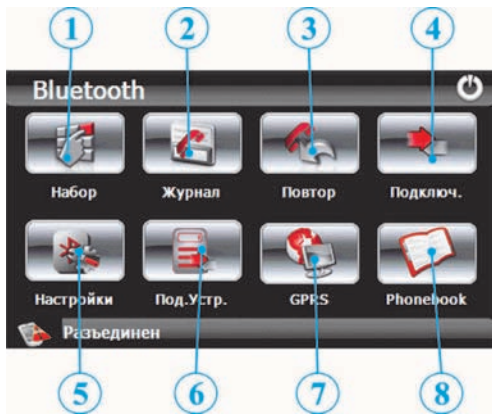 1 2 3 4
Bluetooth
Набор Журнал Повтор Подключ.
Настройки Под.Устр. GPRS Phonebook
Разъединен
5 6 7 8